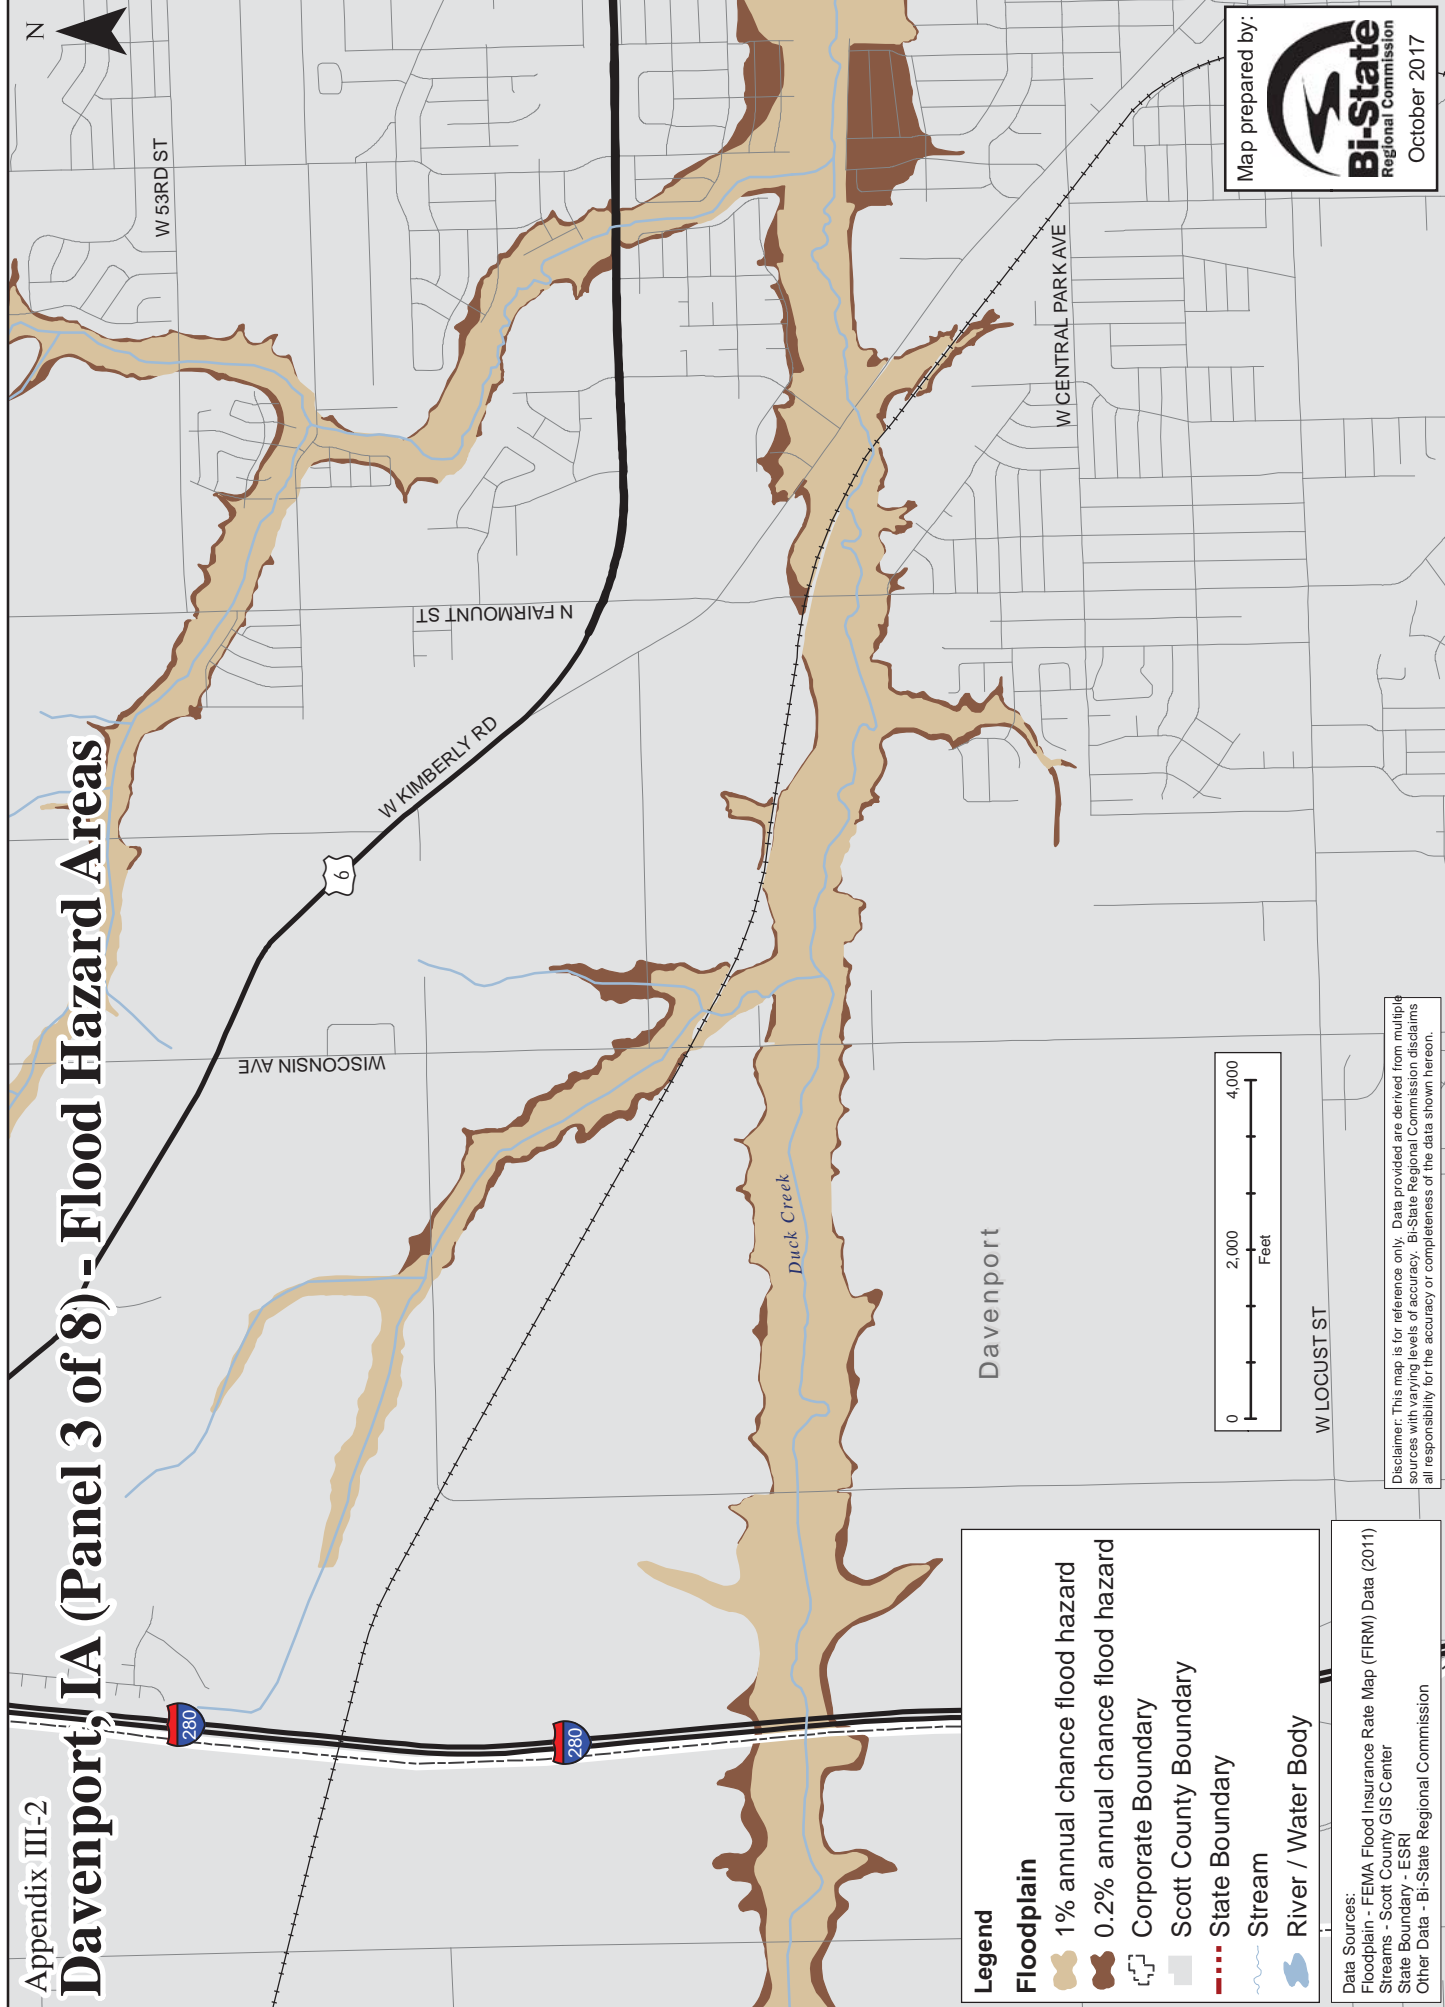 Appendix III-2
Davenport, IA (Panel 3 of 8) - Flood Hazard Areas
N
W 53RD ST
N FAIRMOUNT ST
W KIMBERLY RD
6
WISCONSIN AVE
W CENTRAL PARK AVE
Duck Creek
Davenport
280
280
W LOCUST ST
0
2,000
4,000
Feet
Legend
Floodplain
1% annual chance flood hazard
0.2% annual chance flood hazard
Corporate Boundary
Scott County Boundary
State Boundary
Stream
River / Water Body
Data Sources:
Floodplain - FEMA Flood Insurance Rate Map (FIRM) Data (2011)
Streams - Scott County GIS Center
State Boundary - ESRI
Other Data - Bi-State Regional Commission
Disclaimer: This map is for reference only. Data provided are derived from multiple
sources with varying levels of accuracy. Bi-State Regional Commission disclaims
all responsibility for the accuracy or completeness of the data shown hereon.
Map prepared by:
Bi-State
Regional Commission
October 2017